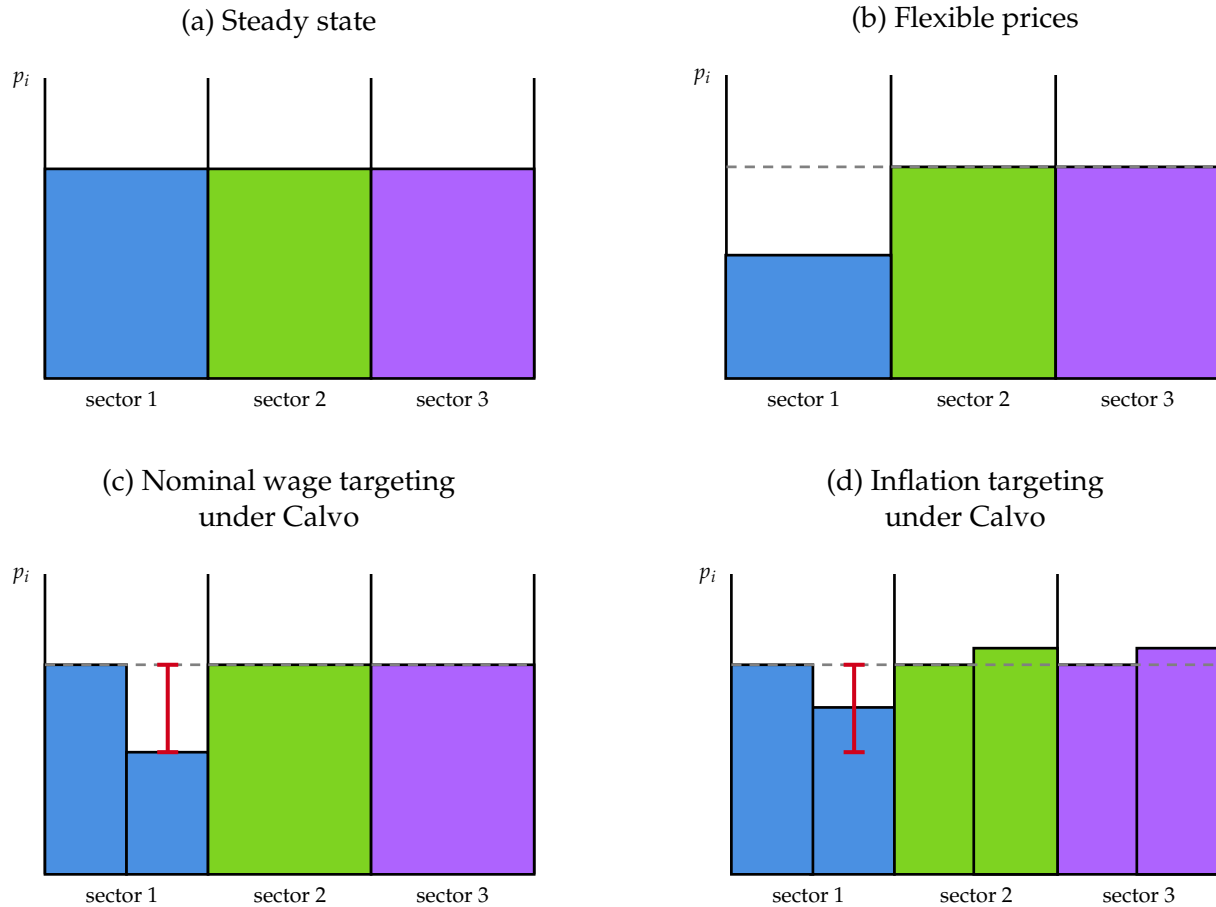 (a) Steady state
p_i
sector 1 sector 2 sector 3
(b) Flexible prices
p_i
sector 1 sector 2 sector 3
(c) Nominal wage targeting
under Calvo
p_i
sector 1 sector 2 sector 3
(d) Inflation targeting
under Calvo
p_i
sector 1 sector 2 sector 3